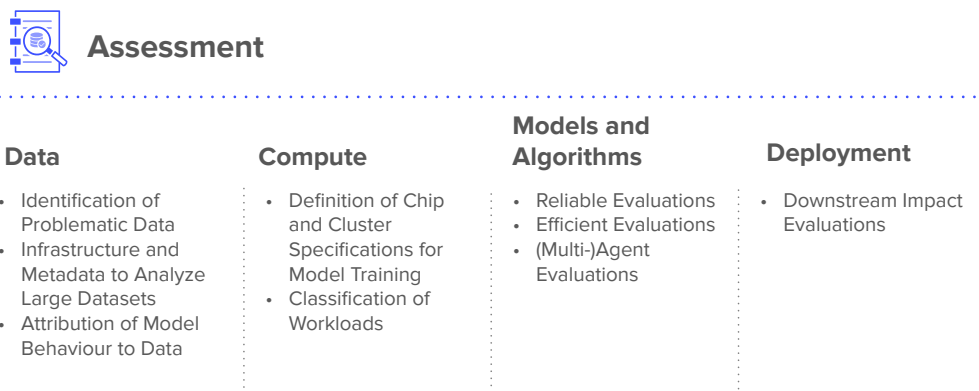 Assessment
Data
• Identification of
Problematic Data
• Infrastructure and
Metadata to Analyze
Large Datasets
• Attribution of Model
Behaviour to Data
Compute
• Definition of Chip
and Cluster
Specifications for
Model Training
• Classification of
Workloads
Models and
Algorithms
• Reliable Evaluations
• Efficient Evaluations
• (Multi-)Agent
Evaluations
Deployment
• Downstream Impact
Evaluations